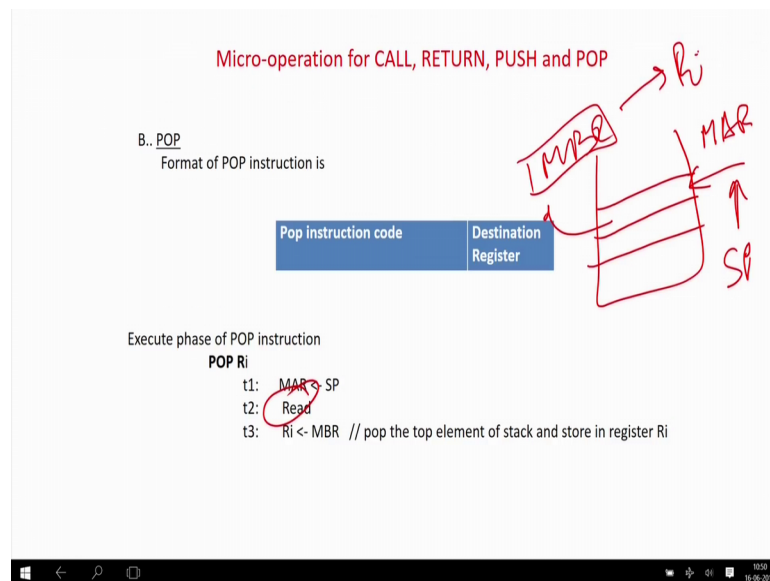 Micro-operation for CALL, RETURN, PUSH and POP
Ri
MBR
MAR
B.. POP
Format of POP instruction is
Pop instruction code
Destination
Register
SP
Execute phase of POP instruction
POP Ri
t1: MAR <- SP
t2: Read
t3: Ri <- MBR // pop the top element of stack and store in register Ri
10:50
16-06-20